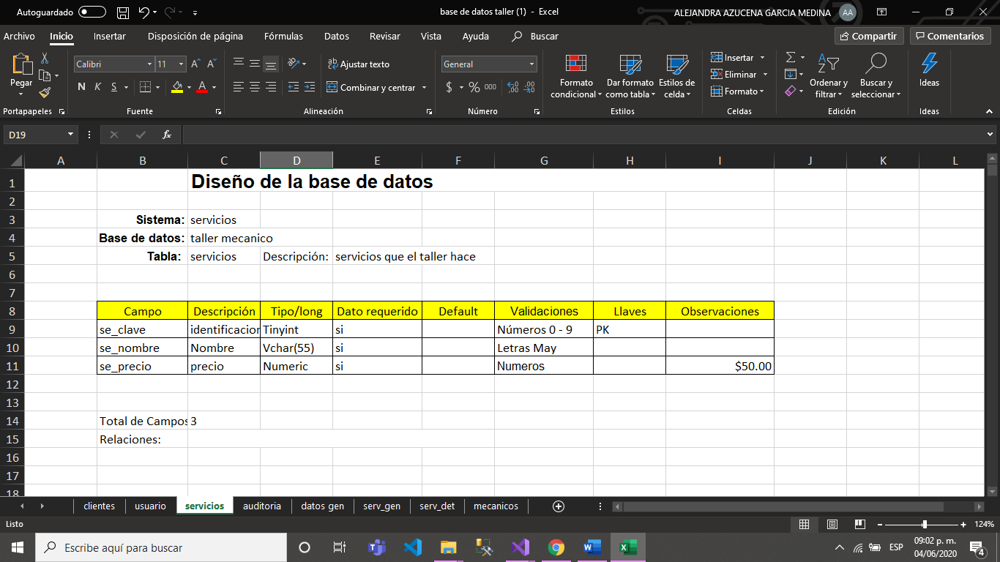 Autoguardado base de datos taller (1) - Excel ALEJANDRA AZUCENA GARCIA MEDINA AA
Archivo Inicio Insertar Disposición de página Fórmulas Datos Revisar Vista Ayuda Buscar Compartir Comentarios
Pegar
Calibri 11
N K S
Ajustar texto
Combinar y centrar
General
$ % 000
Formato condicional
Dar formato como tabla
Estilos de celda
Insertar
Eliminar
Formato
Ordenar y filtrar
Buscar y seleccionar
Ideas
Portapapeles Fuente Alineación Número Estilos Celdas Edición Ideas
D19 fx
A B C D E F G H I J K L
1 Diseño de la base de datos
2
3 Sistema: servicios
4 Base de datos: taller mecanico
5 Tabla: servicios Descripción: servicios que el taller hace
6
7
8 Campo Descripción Tipo/long Dato requerido Default Validaciones Llaves Observaciones
9 se_clave identificacion Tinyint si Números 0 - 9 PK
10 se_nombre Nombre Vchar(55) si Letras May
11 se_precio precio Numeric si Numeros $50.00
12
13
14 Total de Campos 3
15 Relaciones:
16
17
18
clientes usuario servicios auditoria datos gen serv_gen serv_det mecanicos
Listo 124%
Escribe aquí para buscar ESP 09:02 p. m. 04/06/2020 4